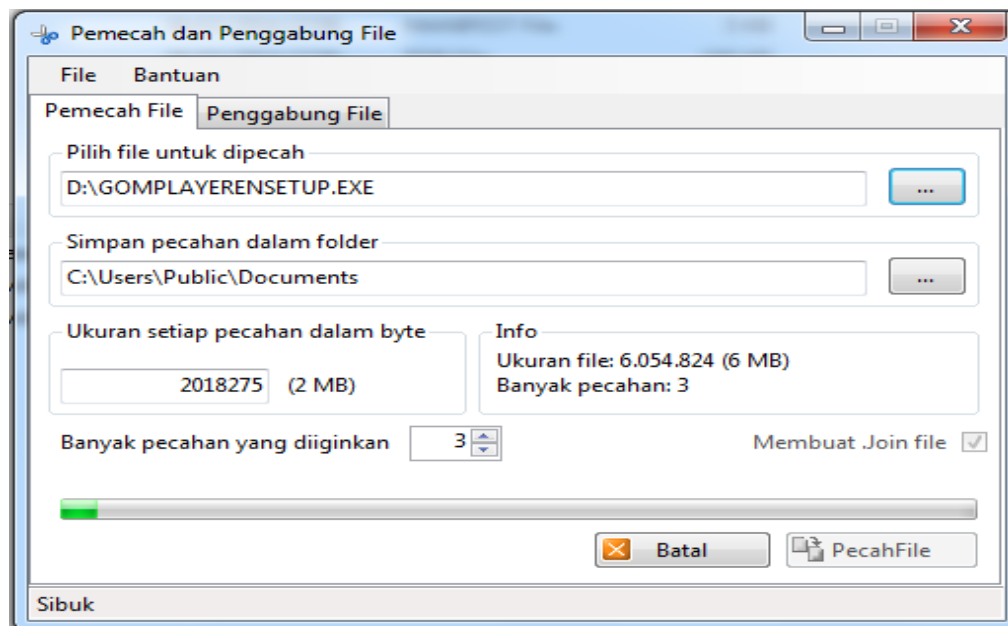 Pemecah dan Penggabung File
File Bantuan
Pemecah File Penggabung File
Pilih file untuk dipecah
D:\GOMPLAYERENSETUP.EXE ...
Simpan pecahan dalam folder
C:\Users\Public\Documents ...
Ukuran setiap pecahan dalam byte
2018275 (2 MB)
Info
Ukuran file: 6.054.824 (6 MB)
Banyak pecahan: 3
Banyak pecahan yang diiginkan 3 Membuat .Join file
Batal PecahFile
Sibuk